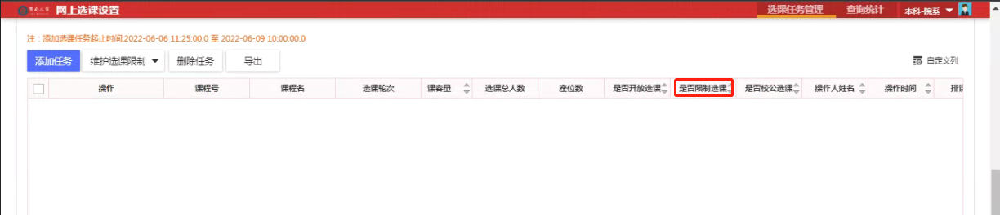 网上选课设置 选课任务管理 查询统计 本科-院系
注：添加选课任务起止时间:2022-06-06 11:25:00.0 至 2022-06-09 10:00:00.0
添加任务 维护选课限制 删除任务 导出 自定义列
操作 课程号 课程名 选课轮次 课容量 选课总人数 座位数 是否开放选课 是否限制选课 是否校公选课 操作人姓名 操作时间